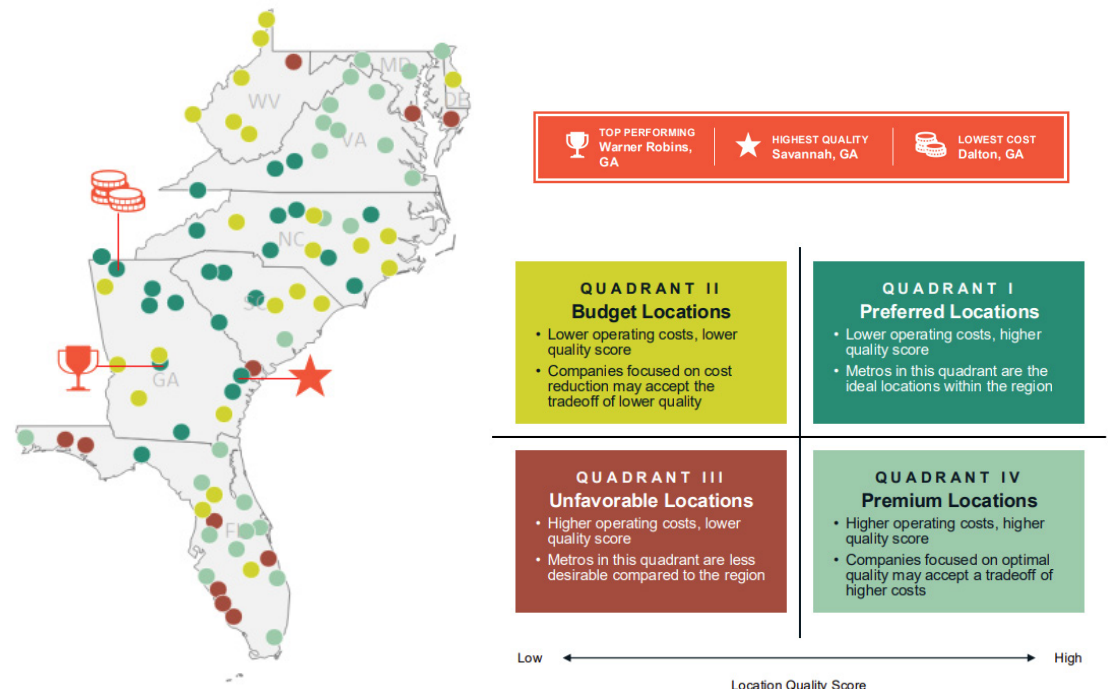 WV
MD
DE
VA
NC
SC
GA
FL
TOP PERFORMING
Warner Robins,
GA
HIGHEST QUALITY
Savannah, GA
LOWEST COST
Dalton, GA
QUADRANT II
Budget Locations
• Lower operating costs, lower
quality score
• Companies focused on cost
reduction may accept the
tradeoff of lower quality
QUADRANT I
Preferred Locations
• Lower operating costs, higher
quality score
• Metros in this quadrant are the
ideal locations within the region
QUADRANT III
Unfavorable Locations
• Higher operating costs, lower
quality score
• Metros in this quadrant are less
desirable compared to the region
QUADRANT IV
Premium Locations
• Higher operating costs, higher
quality score
• Companies focused on optimal
quality may accept a tradeoff of
higher costs
Low
High
Location Quality Score